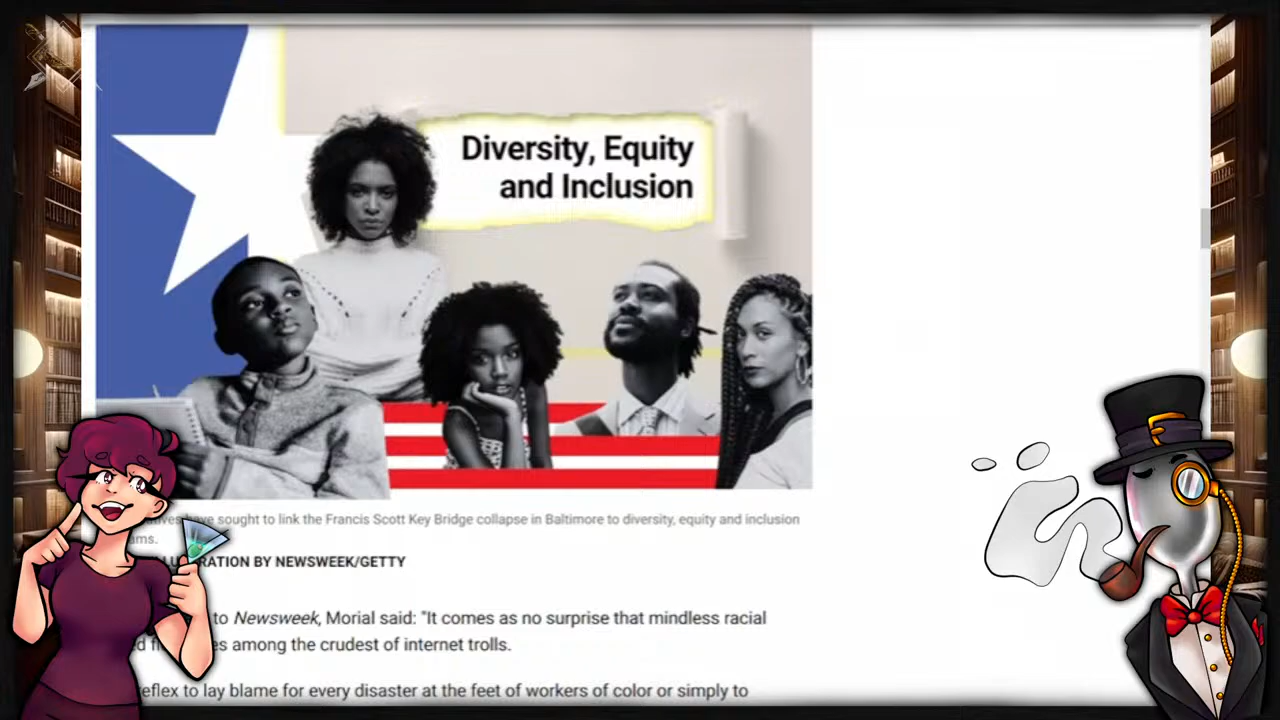 Diversity, Equity
and Inclusion
have sought to link the Francis Scott Key Bridge collapse in Baltimore to diversity, equity and inclusion
ILLUSTRATION BY NEWSWEEK/GETTY
to Newsweek, Morial said: "It comes as no surprise that mindless racial
among the crudest of internet trolls.
reflex to lay blame for every disaster at the feet of workers of color or simply to